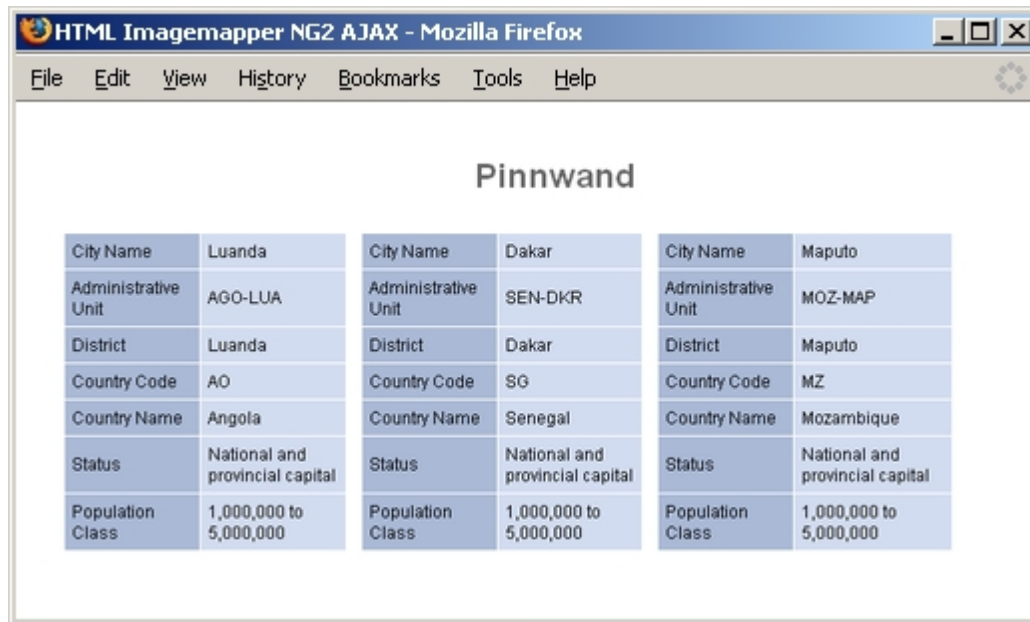 HTML Imagemapper NG2 AJAX - Mozilla Firefox
File Edit View History Bookmarks Tools Help
Pinnwand
City Name Luanda
Administrative
Unit
AGO-LUA
District Luanda
Country Code AO
Country Name Angola
Status
National and
provincial capital
Population
Class
1,000,000 to
5,000,000
City Name Dakar
Administrative
Unit
SEN-DKR
District Dakar
Country Code SG
Country Name Senegal
Status
National and
provincial capital
Population
Class
1,000,000 to
5,000,000
City Name Maputo
Administrative
Unit
MOZ-MAP
District Maputo
Country Code MZ
Country Name Mozambique
Status
National and
provincial capital
Population
Class
1,000,000 to
5,000,000